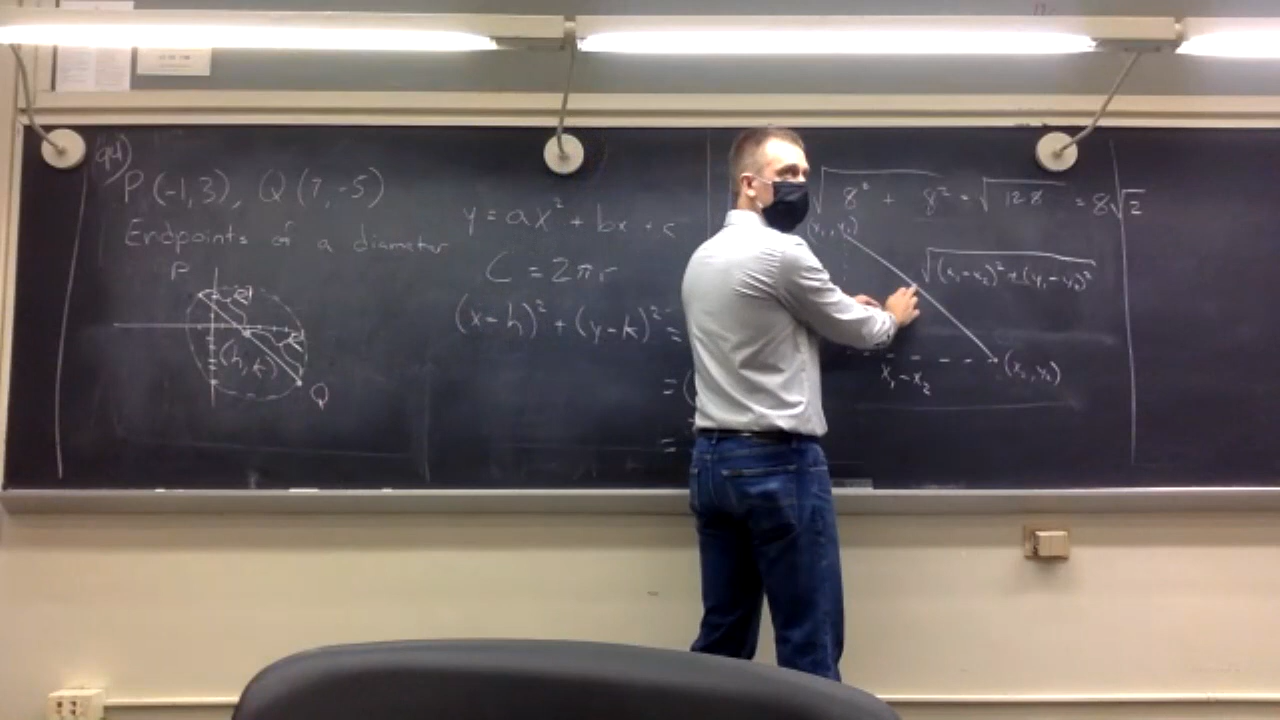 94)
P(-1,3), Q(7,-5)
Endpoints of a diameter
P
(h,k)
Q
y = ax² + bx + c
C = 2πr
(x-h)² + (y-k)² =
= (
=
√8² + 8² = √128 = 8√2
(x₁,y₁)
√(x₁-x₂)² + (y₁-y₂)²
x₁-x₂
(x₂,y₂)